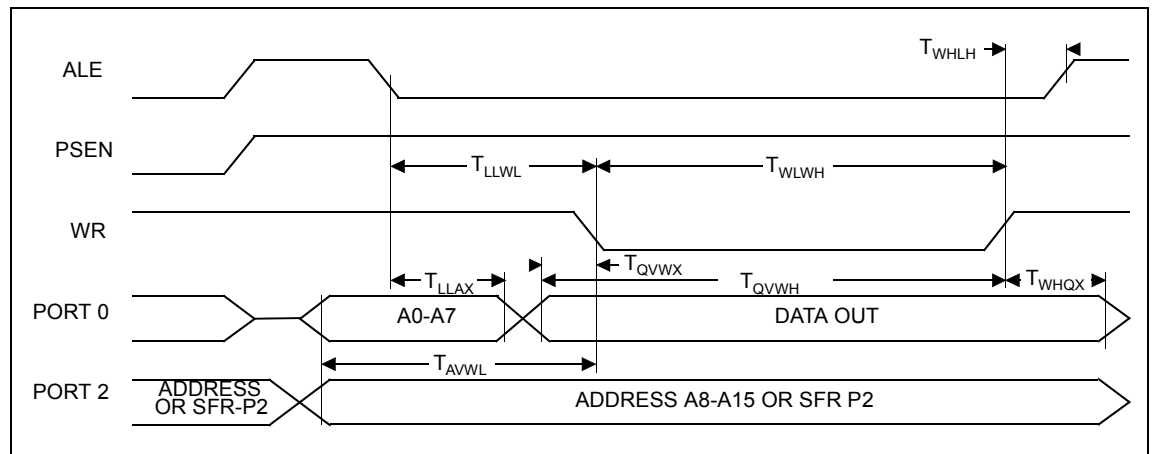 T_WHLH
ALE
PSEN
T_LLWL
T_WLWH
WR
T_QVWX
T_LLAX
T_QVWH
T_WHQX
PORT 0
A0-A7
DATA OUT
T_AVWL
PORT 2
ADDRESS
OR SFR-P2
ADDRESS A8-A15 OR SFR P2